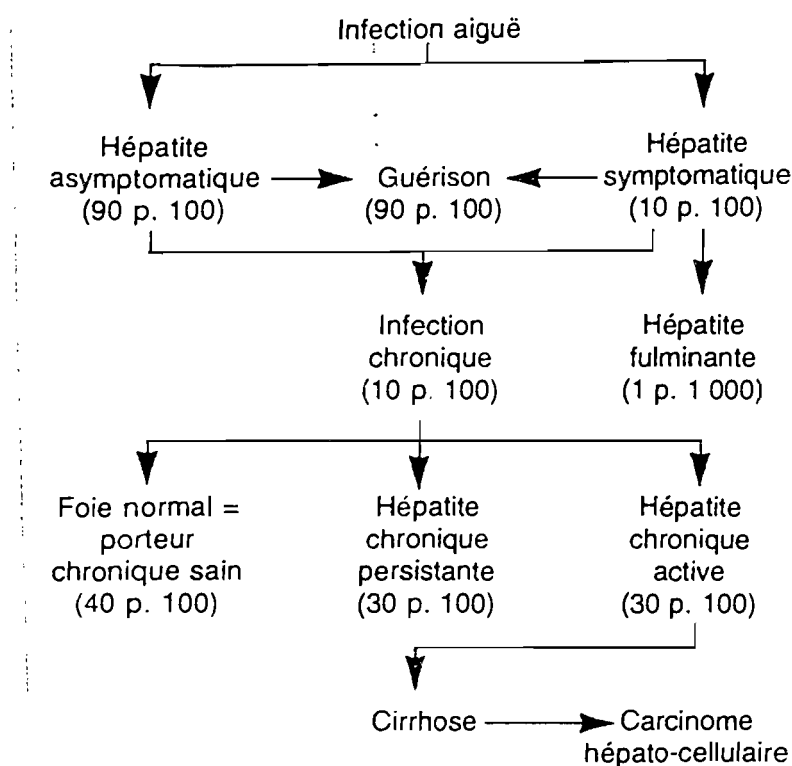 Infection aiguë
Hépatite
asymptomatique
(90 p. 100)
Guérison
(90 p. 100)
Hépatite
symptomatique
(10 p. 100)
Infection
chronique
(10 p. 100)
Hépatite
fulminante
(1 p. 1 000)
Foie normal =
porteur
chronique sain
(40 p. 100)
Hépatite
chronique
persistante
(30 p. 100)
Hépatite
chronique
active
(30 p. 100)
Cirrhose
Carcinome
hépato-cellulaire